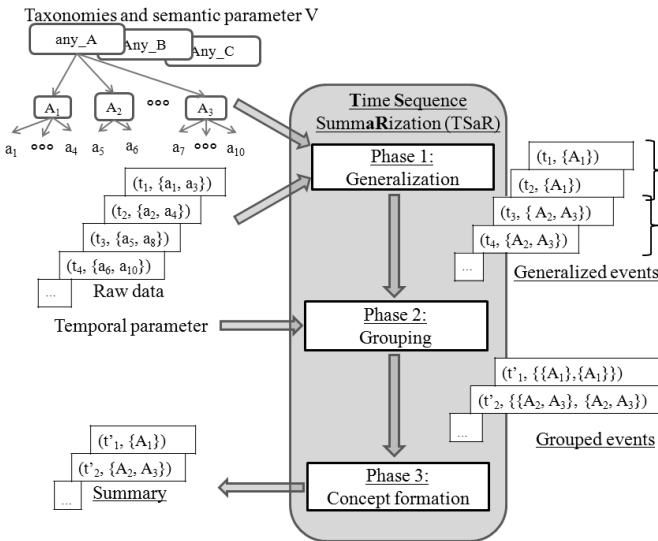 Taxonomies and semantic parameter V
any_A
Any_B
Any_C
A1
A2
°°°
A3
a1
°°°
a4
a5
a6
a7
°°°
a10
Time Sequence
SummaRization (TSaR)
Phase 1:
Generalization
(t1, {a1, a3})
(t2, {a2, a4})
(t3, {a5, a8})
(t4, {a6, a10})
...
Raw data
(t1, {A1})
(t2, {A1})
(t3, { A2, A3})
(t4, {A2, A3})
...
Generalized events
Temporal parameter
Phase 2:
Grouping
(t’1, {{A1},{A1}})
(t’2, {{A2, A3}, {A2, A3})
...
Grouped events
Phase 3:
Concept formation
(t’1, {A1})
(t’2, {A2, A3})
...
Summary